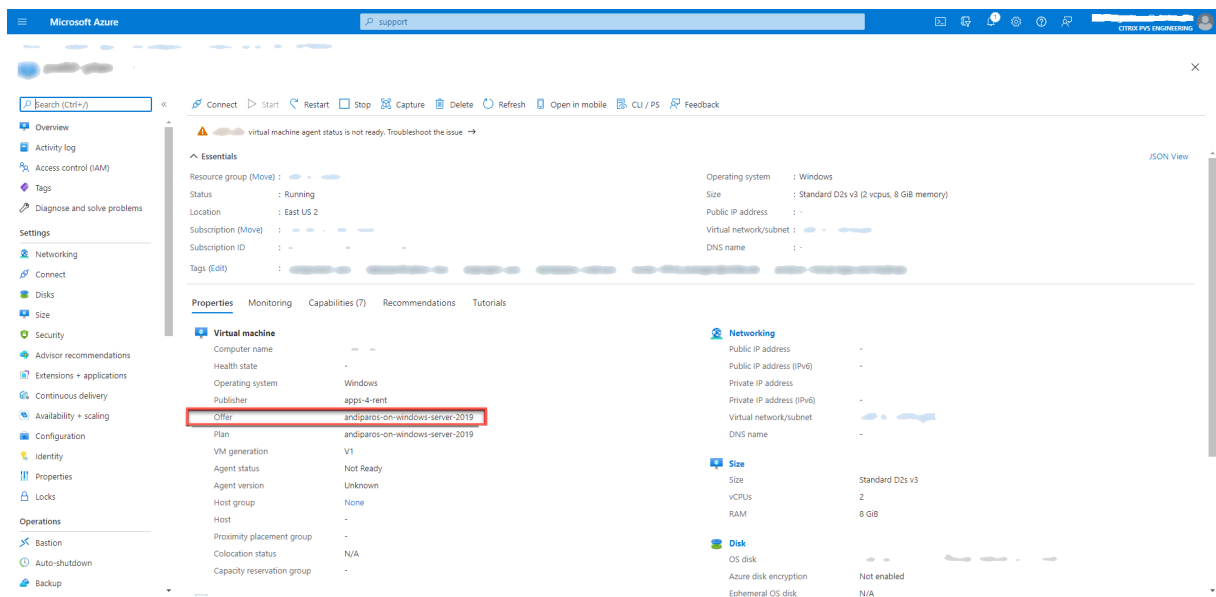 Microsoft Azure
support
1
CITRIX PVS ENGINEERING
Search (Ctrl+/)
«
Connect
Start
Restart
Stop
Capture
Delete
Refresh
Open in mobile
CLI / PS
Feedback
virtual machine agent status is not ready. Troubleshoot the issue →
Overview
Activity log
Access control (IAM)
Tags
Diagnose and solve problems
Settings
Networking
Connect
Disks
Size
Security
Advisor recommendations
Extensions + applications
Continuous delivery
Availability + scaling
Configuration
Identity
Properties
Locks
Operations
Bastion
Auto-shutdown
Backup
Essentials
JSON View
Resource group (Move) :
Status : Running
Location : East US 2
Subscription (Move) :
Subscription ID :
Tags (Edit) :
Operating system : Windows
Size : Standard D2s v3 (2 vcpus, 8 GiB memory)
Public IP address : -
Virtual network/subnet :
DNS name : -
Properties
Monitoring
Capabilities (7)
Recommendations
Tutorials
Virtual machine
Computer name
Health state -
Operating system Windows
Publisher apps-4-rent
Offer andiparos-on-windows-server-2019
Plan andiparos-on-windows-server-2019
VM generation V1
Agent status Not Ready
Agent version Unknown
Host group None
Host -
Proximity placement group -
Colocation status N/A
Capacity reservation group -
Networking
Public IP address -
Public IP address (IPv6) -
Private IP address
Private IP address (IPv6) -
Virtual network/subnet
DNS name -
Size
Size Standard D2s v3
vCPUs 2
RAM 8 GiB
Disk
OS disk
Azure disk encryption Not enabled
Ephemeral OS disk N/A